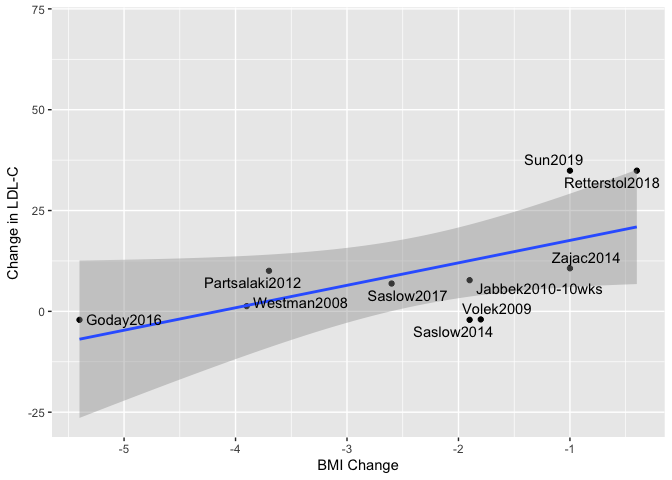 75
50
25
0
-25
Change in LDL-C
Sun2019
Retterstol2018
Zajac2014
Partsalaki2012
Jabbek2010-10wks
Saslow2017
Westman2008
Volek2009
Goday2016
Saslow2014
-5
-4
-3
-2
-1
BMI Change